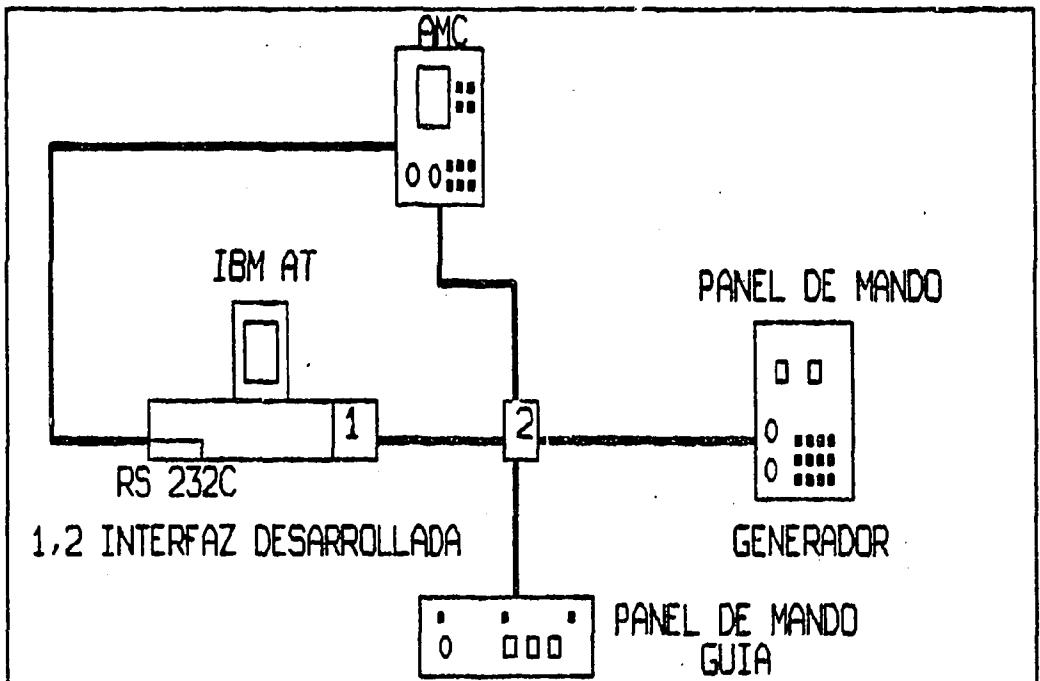 AMC
IBM AT
PANEL DE MANDO
1
2
RS 232C
1,2 INTERFAZ DESARROLLADA
GENERADOR
PANEL DE MANDO
GUIA